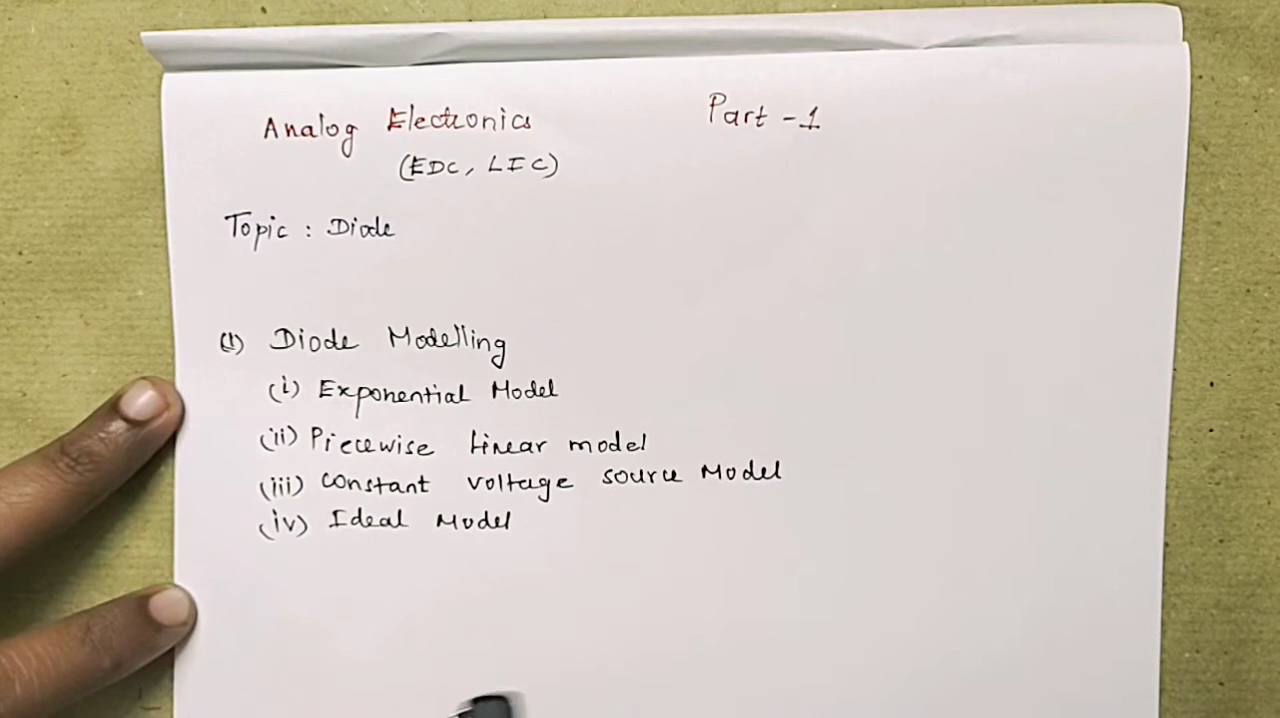 Analog Electronics
Part - 1
(EDC, LIC)
Topic : Diode
(1) Diode Modelling
(i) Exponential Model
(ii) Piecewise Linear model
(iii) Constant voltage source Model
(iv) Ideal Model